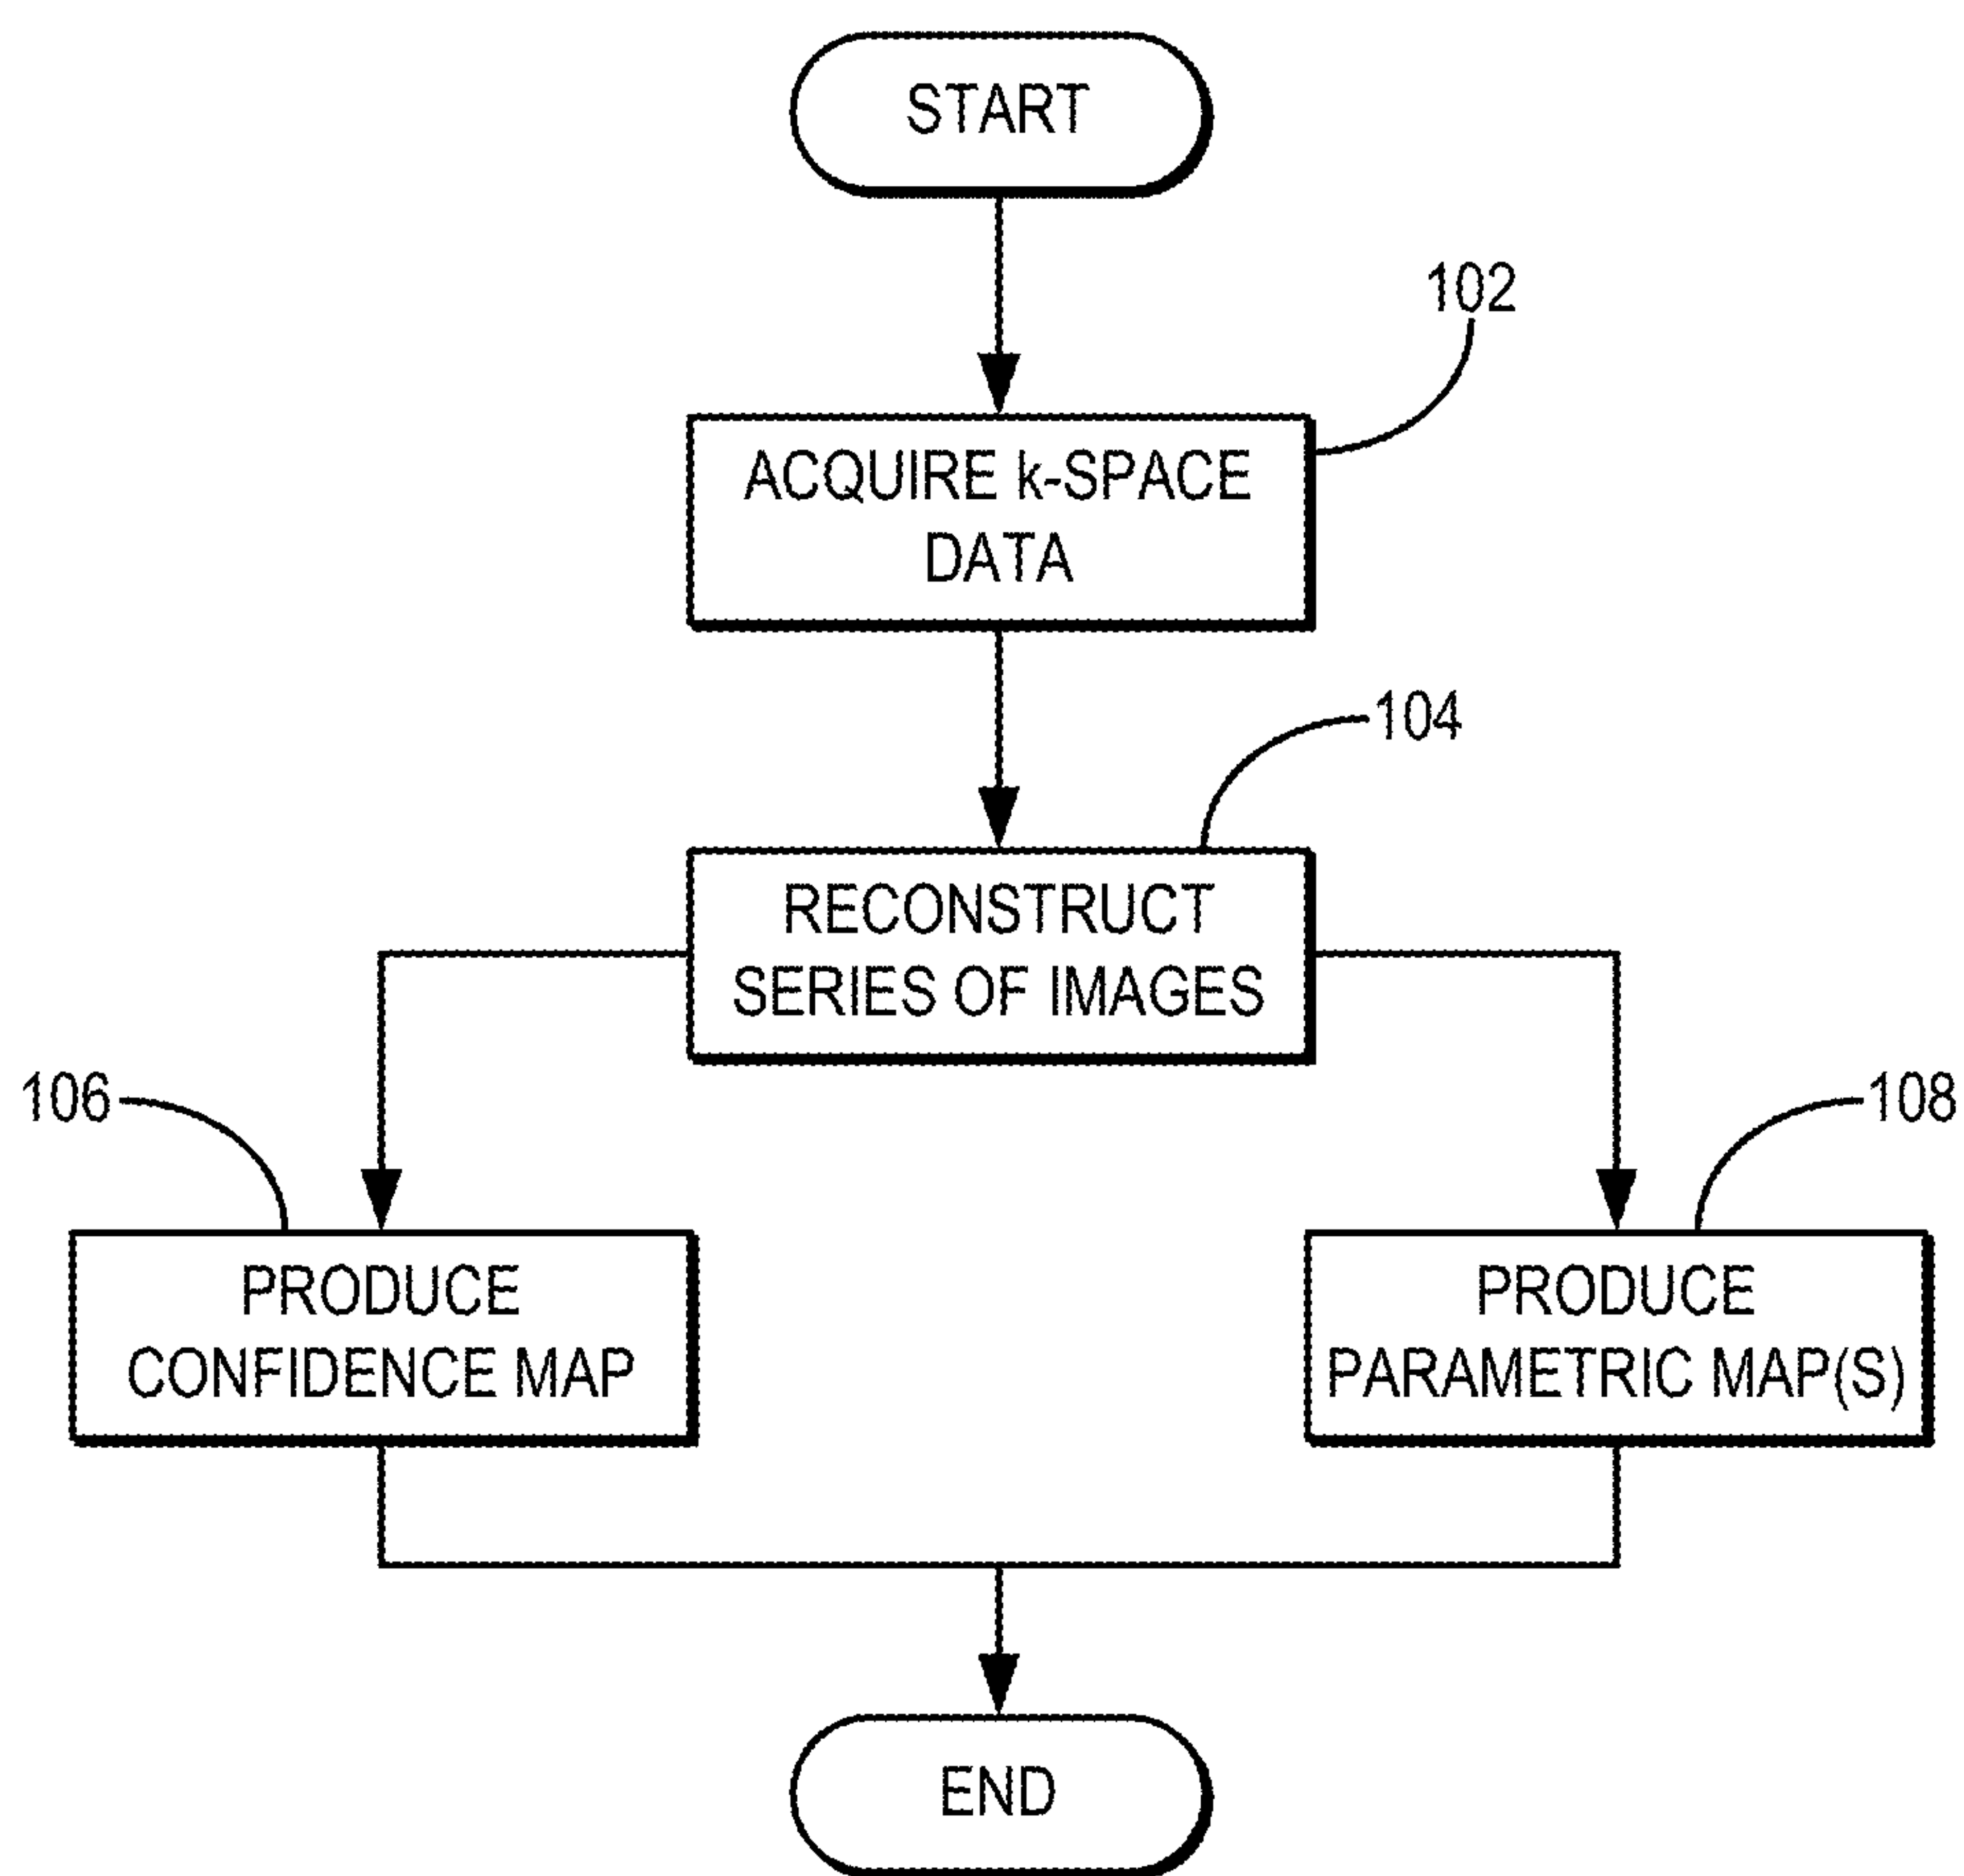 START
102
ACQUIRE k-SPACE
DATA
104
RECONSTRUCT
SERIES OF IMAGES
106
108
PRODUCE
CONFIDENCE MAP
PRODUCE
PARAMETRIC MAP(S)
END